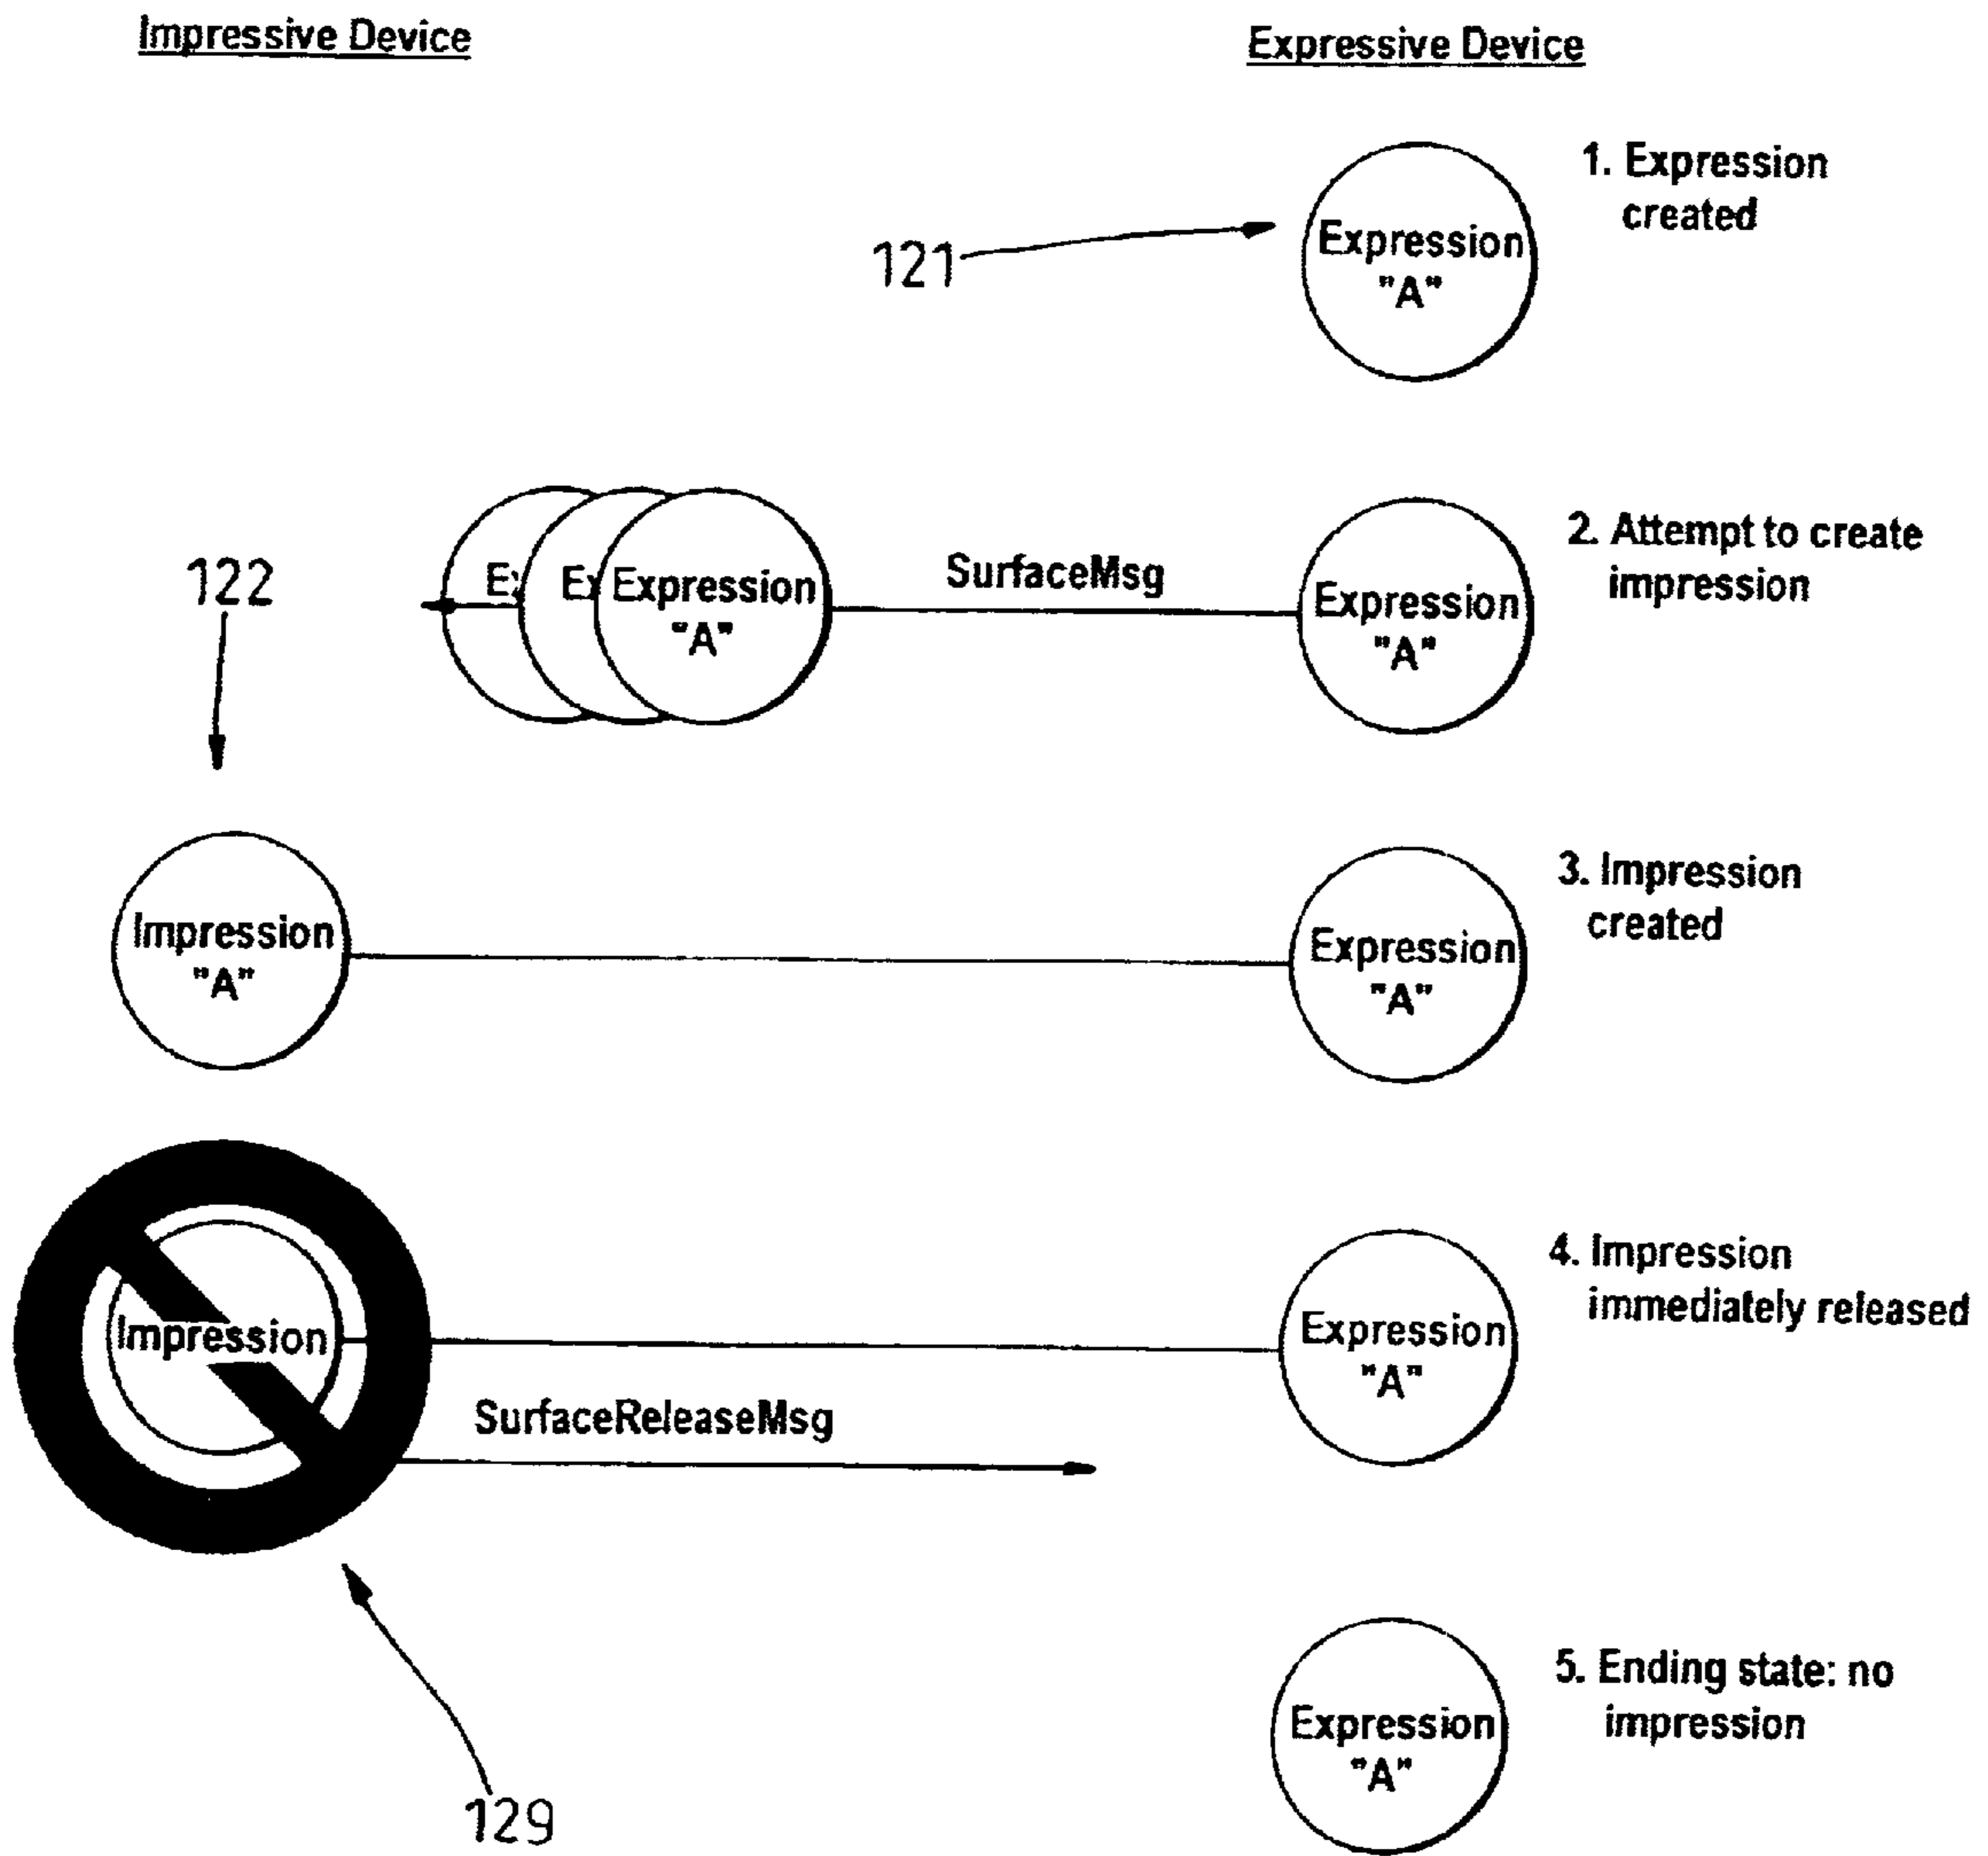 Impressive Device
Expressive Device
1. Expression
created
Expression
"A"
121
2. Attempt to create
impression
SurfaceMsg
Ex
Ex
Expression
"A"
Expression
"A"
122
3. Impression
created
Impression
"A"
Expression
"A"
4. Impression
immediately released
Impression
Expression
"A"
SurfaceReleaseMsg
5. Ending state: no
impression
Expression
"A"
129